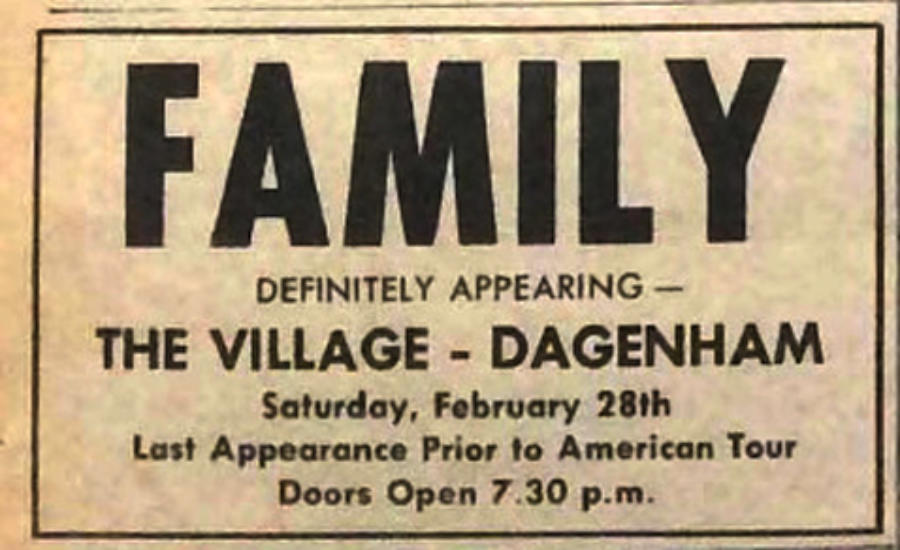 FAMILY
DEFINITELY APPEARING —
THE VILLAGE - DAGENHAM
Saturday, February 28th
Last Appearance Prior to American Tour
Doors Open 7.30 p.m.